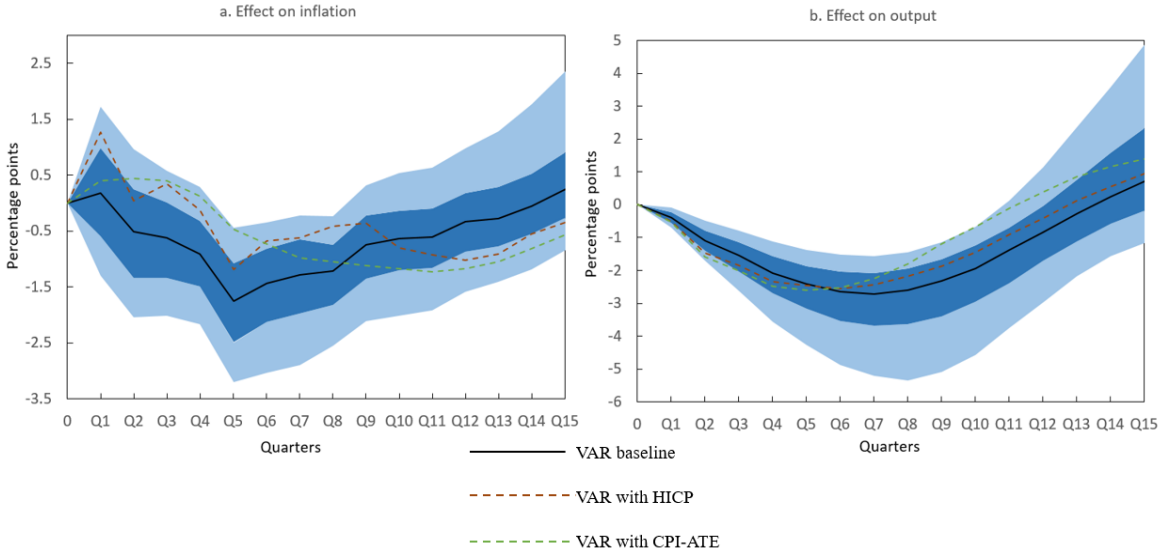 a. Effect on inflation
2.5
1.5
0.5
-0.5
-1.5
-2.5
-3.5
Percentage points
0 Q1 Q2 Q3 Q4 Q5 Q6 Q7 Q8 Q9 Q10 Q11 Q12 Q13 Q14 Q15
Quarters
b. Effect on output
5
4
3
2
1
0
-1
-2
-3
-4
-5
-6
Percentage points
0 Q1 Q2 Q3 Q4 Q5 Q6 Q7 Q8 Q9 Q10 Q11 Q12 Q13 Q14 Q15
Quarters
VAR baseline
VAR with HICP
VAR with CPI-ATE